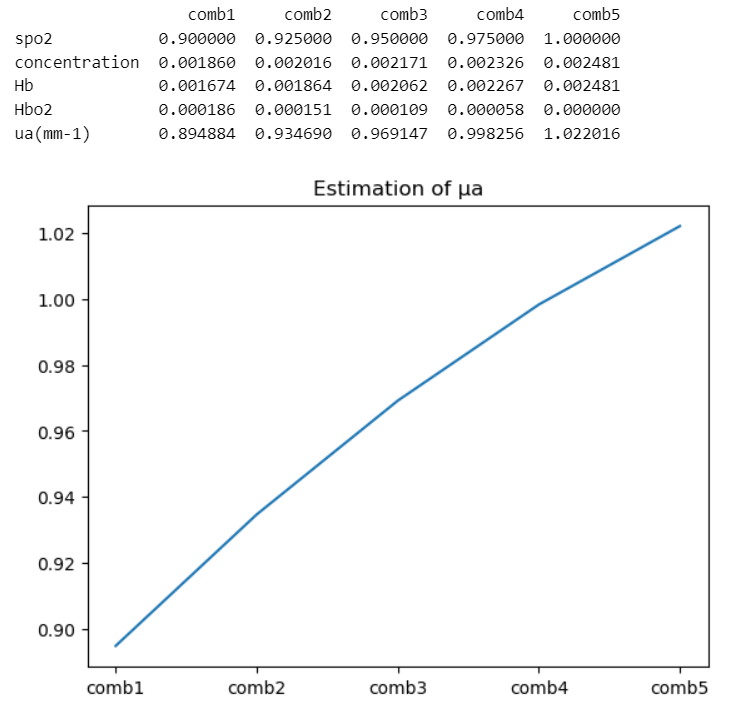 comb1 comb2 comb3 comb4 comb5
spo2 0.900000 0.925000 0.950000 0.975000 1.000000
concentration 0.001860 0.002016 0.002171 0.002326 0.002481
Hb 0.001674 0.001864 0.002062 0.002267 0.002481
Hbo2 0.000186 0.000151 0.000109 0.000058 0.000000
ua(mm-1) 0.894884 0.934690 0.969147 0.998256 1.022016
Estimation of μa
1.02
1.00
0.98
0.96
0.94
0.92
0.90
comb1 comb2 comb3 comb4 comb5